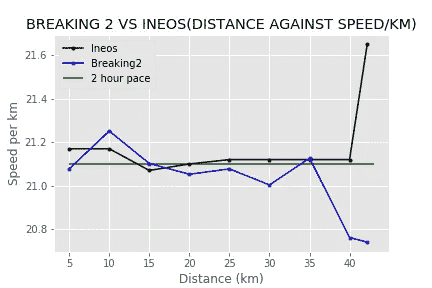 BREAKING 2 VS INEOS(DISTANCE AGAINST SPEED/KM)
Ineos
Breaking2
2 hour pace
21.6
21.4
21.2
21.0
20.8
Speed per km
5 10 15 20 25 30 35 40
Distance (km)